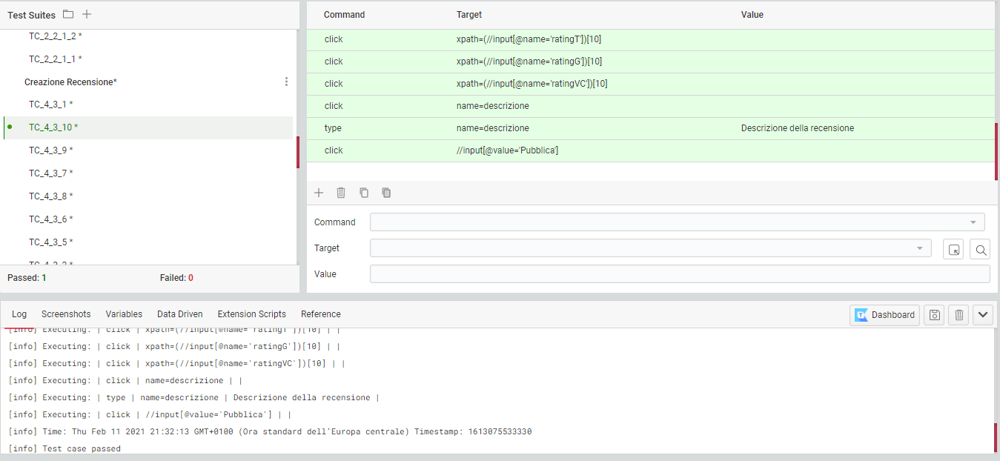 Test Suites
TC_2_2_1_2 *
TC_2_2_1_1 *
Creazione Recensione*
TC_4_3_1 *
TC_4_3_10 *
TC_4_3_9 *
TC_4_3_7 *
TC_4_3_8 *
TC_4_3_6 *
TC_4_3_5 *
Passed: 1 Failed: 0
Command Target Value
click xpath=(//input[@name='ratingT'])[10]
click xpath=(//input[@name='ratingG'])[10]
click xpath=(//input[@name='ratingVC'])[10]
click name=descrizione
type name=descrizione Descrizione della recensione
click //input[@value='Pubblica']
Command
Target
Value
Log Screenshots Variables Data Driven Extension Scripts Reference Dashboard
[info] Executing: | click | xpath=(//input[@name='ratingT'])[10] | |
[info] Executing: | click | xpath=(//input[@name='ratingG'])[10] | |
[info] Executing: | click | xpath=(//input[@name='ratingVC'])[10] | |
[info] Executing: | click | name=descrizione | |
[info] Executing: | type | name=descrizione | Descrizione della recensione |
[info] Executing: | click | //input[@value='Pubblica'] | |
[info] Time: Thu Feb 11 2021 21:32:13 GMT+0100 (Ora standard dell'Europa centrale) Timestamp: 1613075533330
[info] Test case passed